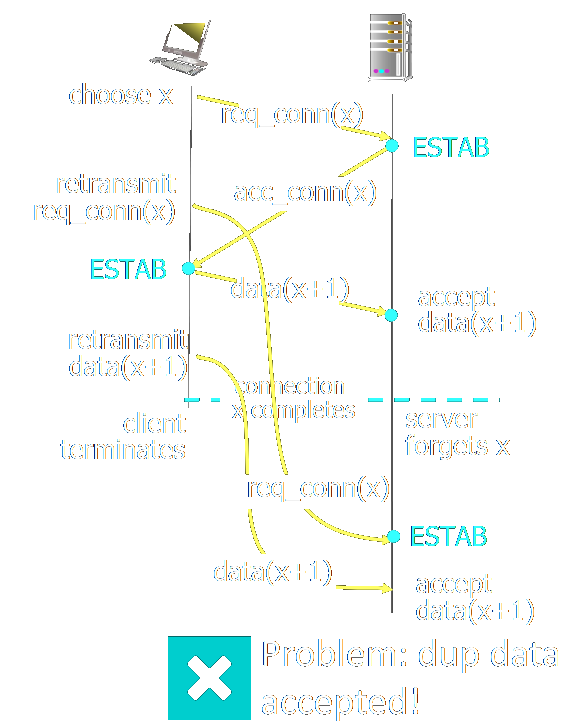 choose x
req_conn(x)
ESTAB
retransmit
req_conn(x)
acc_conn(x)
ESTAB
data(x+1)
accept
data(x+1)
retransmit
data(x+1)
connection
x completes
client
terminates
server
forgets x
req_conn(x)
ESTAB
data(x+1)
accept
data(x+1)
Problem: dup data
accepted!